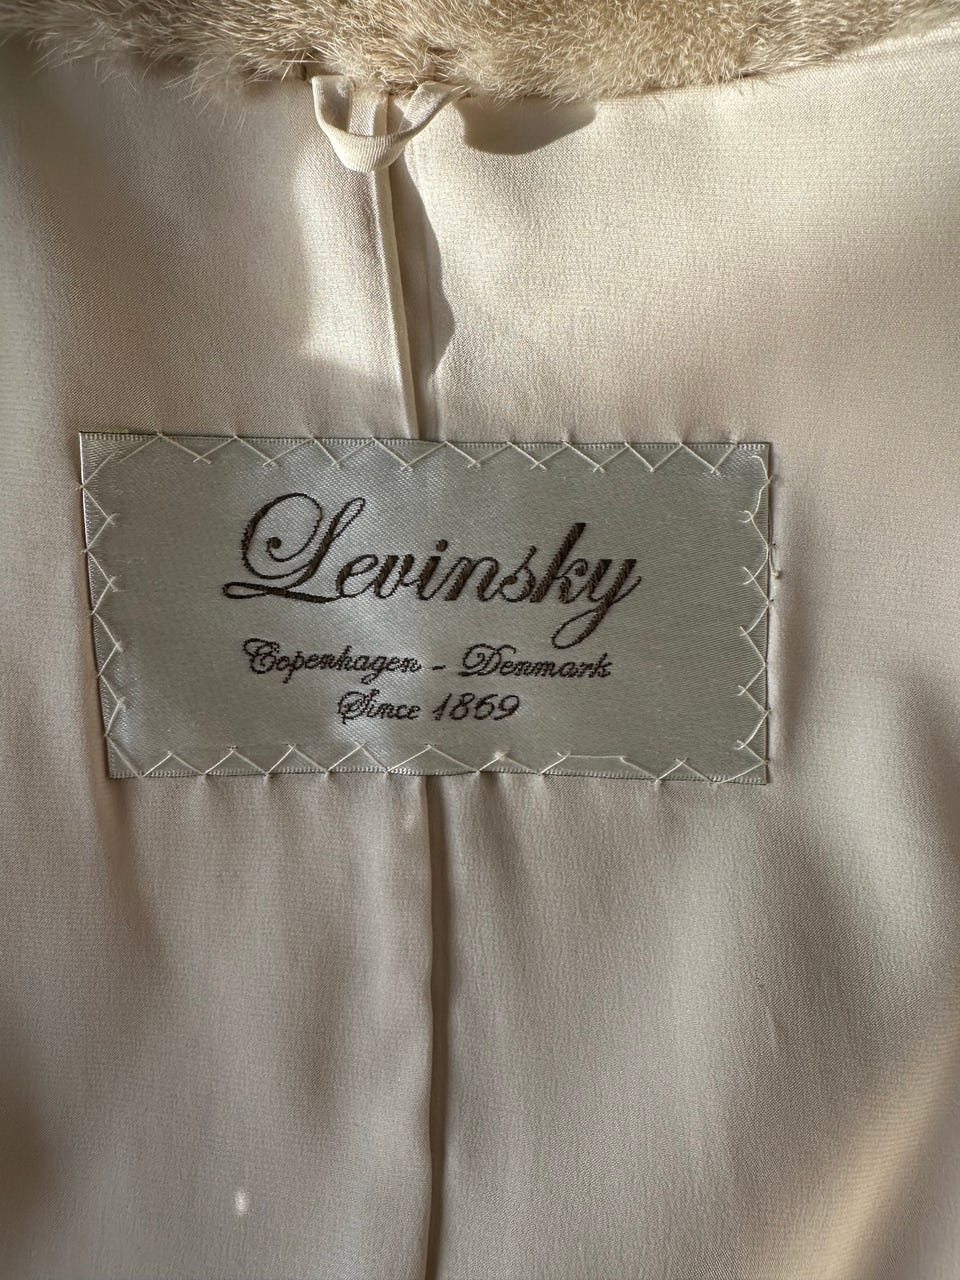 Levinsky
Copenhagen - Denmark
Since 1869